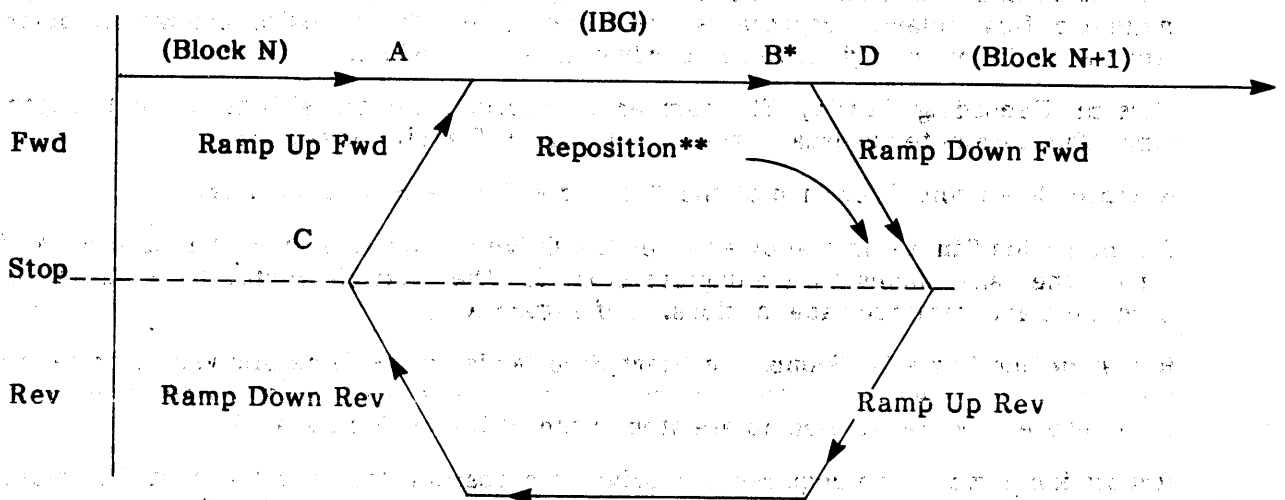 (IBG)
(Block N) A B* D (Block N+1)
Fwd Ramp Up Fwd Reposition** Ramp Down Fwd
C
Stop
Rev Ramp Down Rev Ramp Up Rev